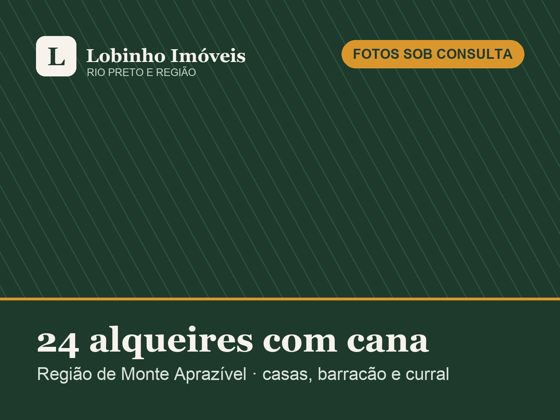 L
Lobinho Imóveis
RIO PRETO E REGIÃO
FOTOS SOB CONSULTA
24 alqueires com cana
Região de Monte Aprazível · casas, barracão e curral